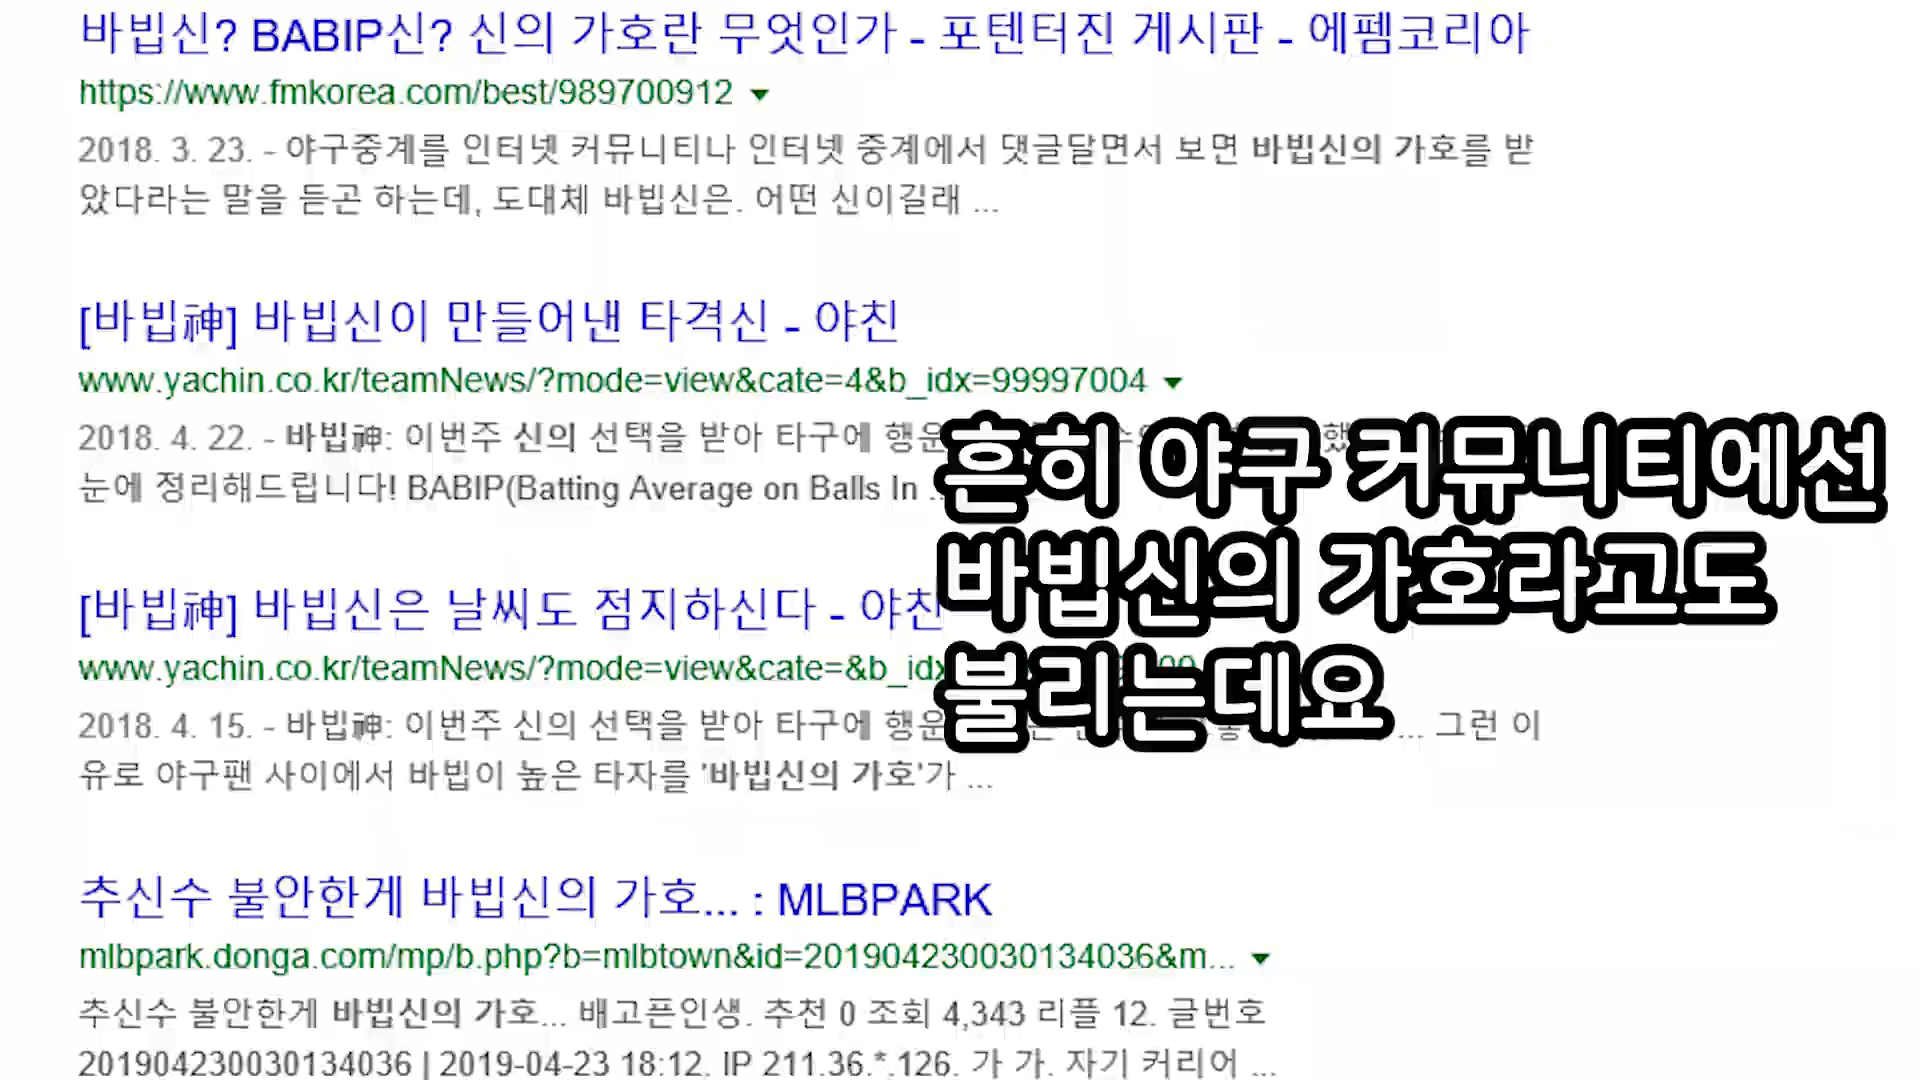 바빕신? BABIP신? 신의 가호란 무엇인가 - 포텐터진 게시판 - 에펨코리아
https://www.fmkorea.com/best/989700912
2018. 3. 23. - 야구중계를 인터넷 커뮤니티나 인터넷 중계에서 댓글달면서 보면 바빕신의 가호를 받
았다라는 말을 듣곤 하는데, 도대체 바빕신은. 어떤 신이길래 ...
[바빕神] 바빕신이 만들어낸 타격신 - 야친
www.yachin.co.kr/teamNews/?mode=view&cate=4&b_idx=99997004
2018. 4. 22. - 바빕神: 이번주 신의 선택을 받아 타구에 행운
눈에 정리해드립니다! BABIP(Batting Average on Balls In ...
흔히 야구 커뮤니티에선
바빕신의 가호라고도
불리는데요
[바빕神] 바빕신은 날씨도 점지하신다 - 야친
www.yachin.co.kr/teamNews/?mode=view&cate=&b_idx
2018. 4. 15. - 바빕神: 이번주 신의 선택을 받아 타구에 행운 ... 그런 이
유로 야구팬 사이에서 바빕이 높은 타자를 '바빕신의 가호'가 ...
추신수 불안한게 바빕신의 가호... : MLBPARK
mlbpark.donga.com/mp/b.php?b=mlbtown&id=201904230030134036&m...
추신수 불안한게 바빕신의 가호... 배고픈인생. 추천 0 조회 4,343 리플 12. 글번호
201904230030134036 | 2019-04-23 18:12. IP 211.36.*.126. 가 가. 자기 커리어 ...